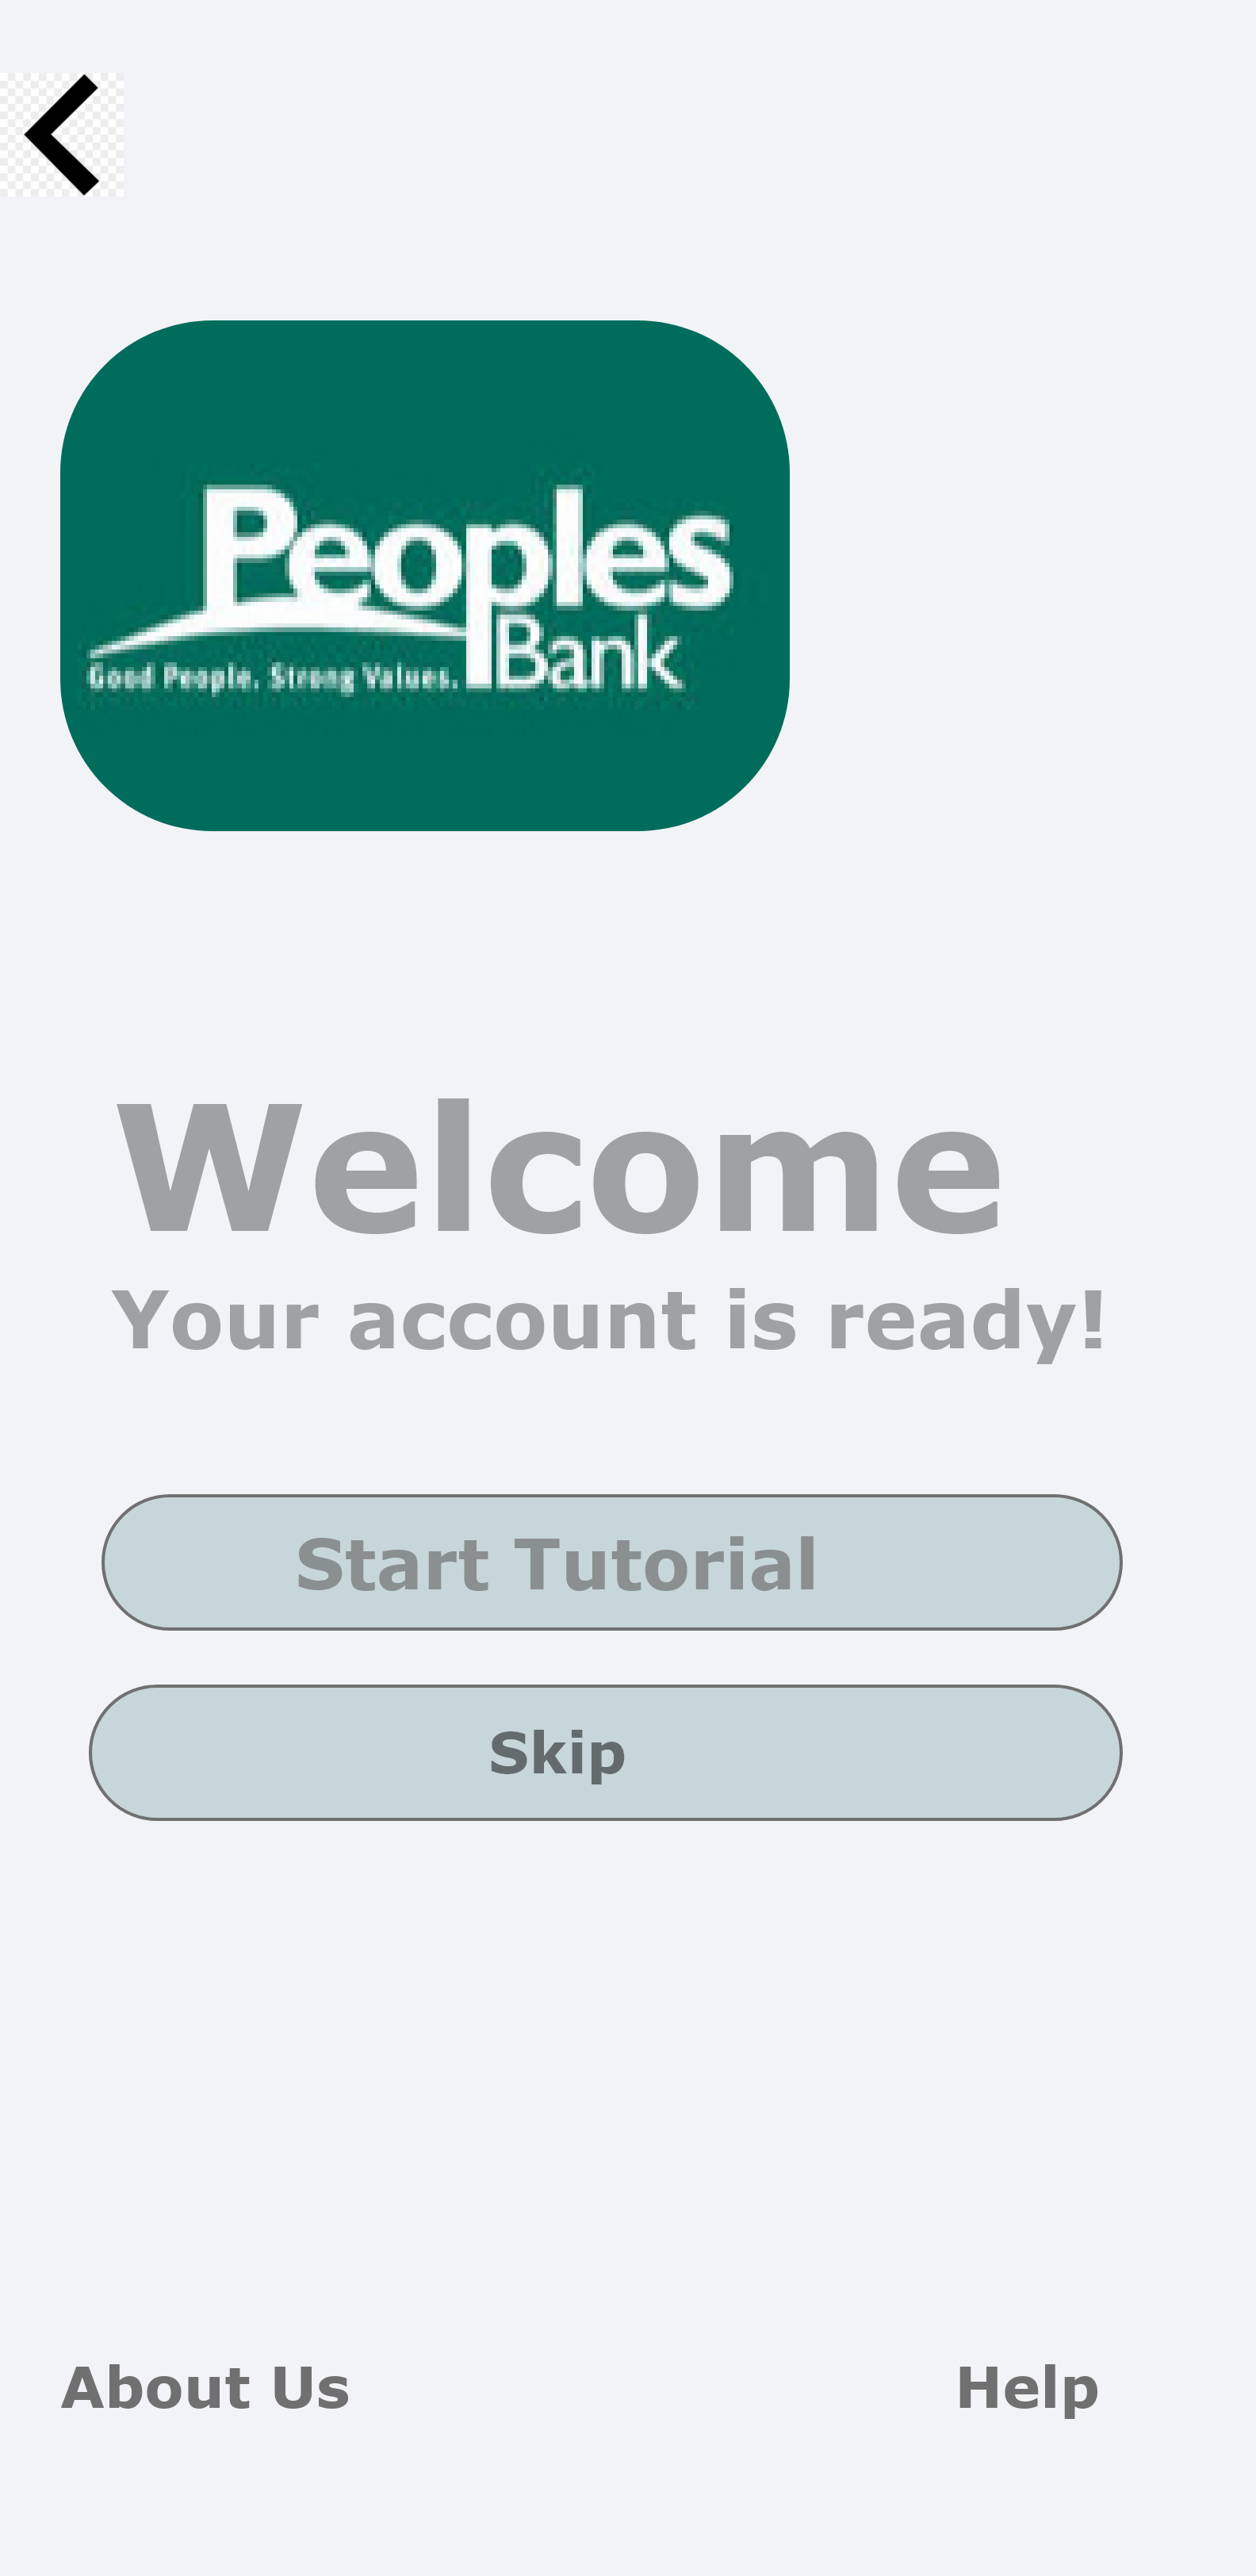 Peoples
Bank
Good People. Strong Values.
Welcome
Your account is ready!
Start Tutorial
Skip
About Us
Help